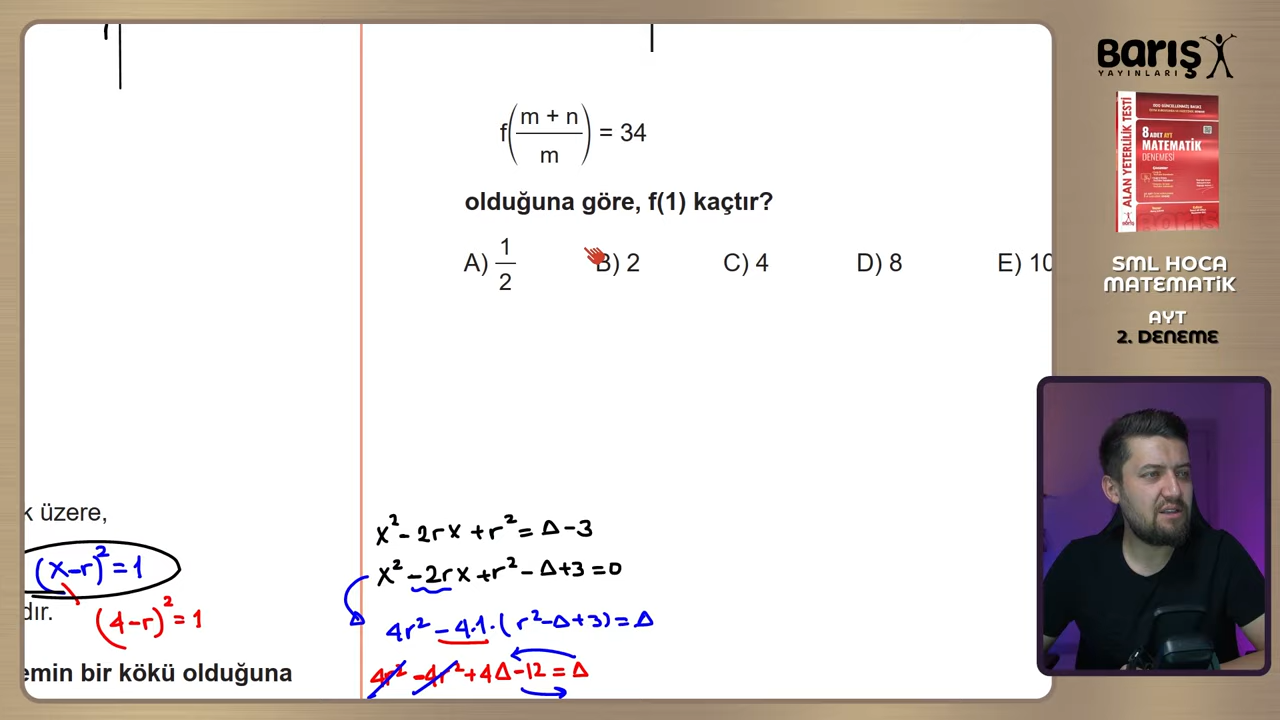 f((m + n)/m) = 34
olduğuna göre, f(1) kaçtır?
A) 1/2 B) 2 C) 4 D) 8 E) 10
k üzere,
(x-r)² = 1
dır.
(4-r)² = 1
emin bir kökü olduğuna
x² - 2rx + r² = Δ - 3
x² - 2rx + r² - Δ + 3 = 0
Δ
4r² - 4.1.(r² - Δ + 3) = Δ
4r² - 4r² + 4Δ - 12 = Δ
BARIŞ
YAYINLARI
ALAN YETERLİLİK TESTİ
8 ADET AYT
MATEMATİK
DENEMESİ
SML HOCA
MATEMATİK
AYT
2. DENEME